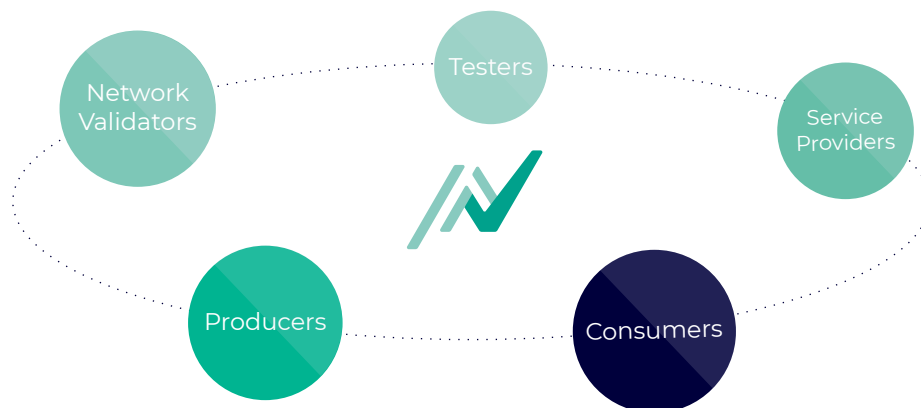 Testers
Network
Validators
Service
Providers
Producers
Consumers